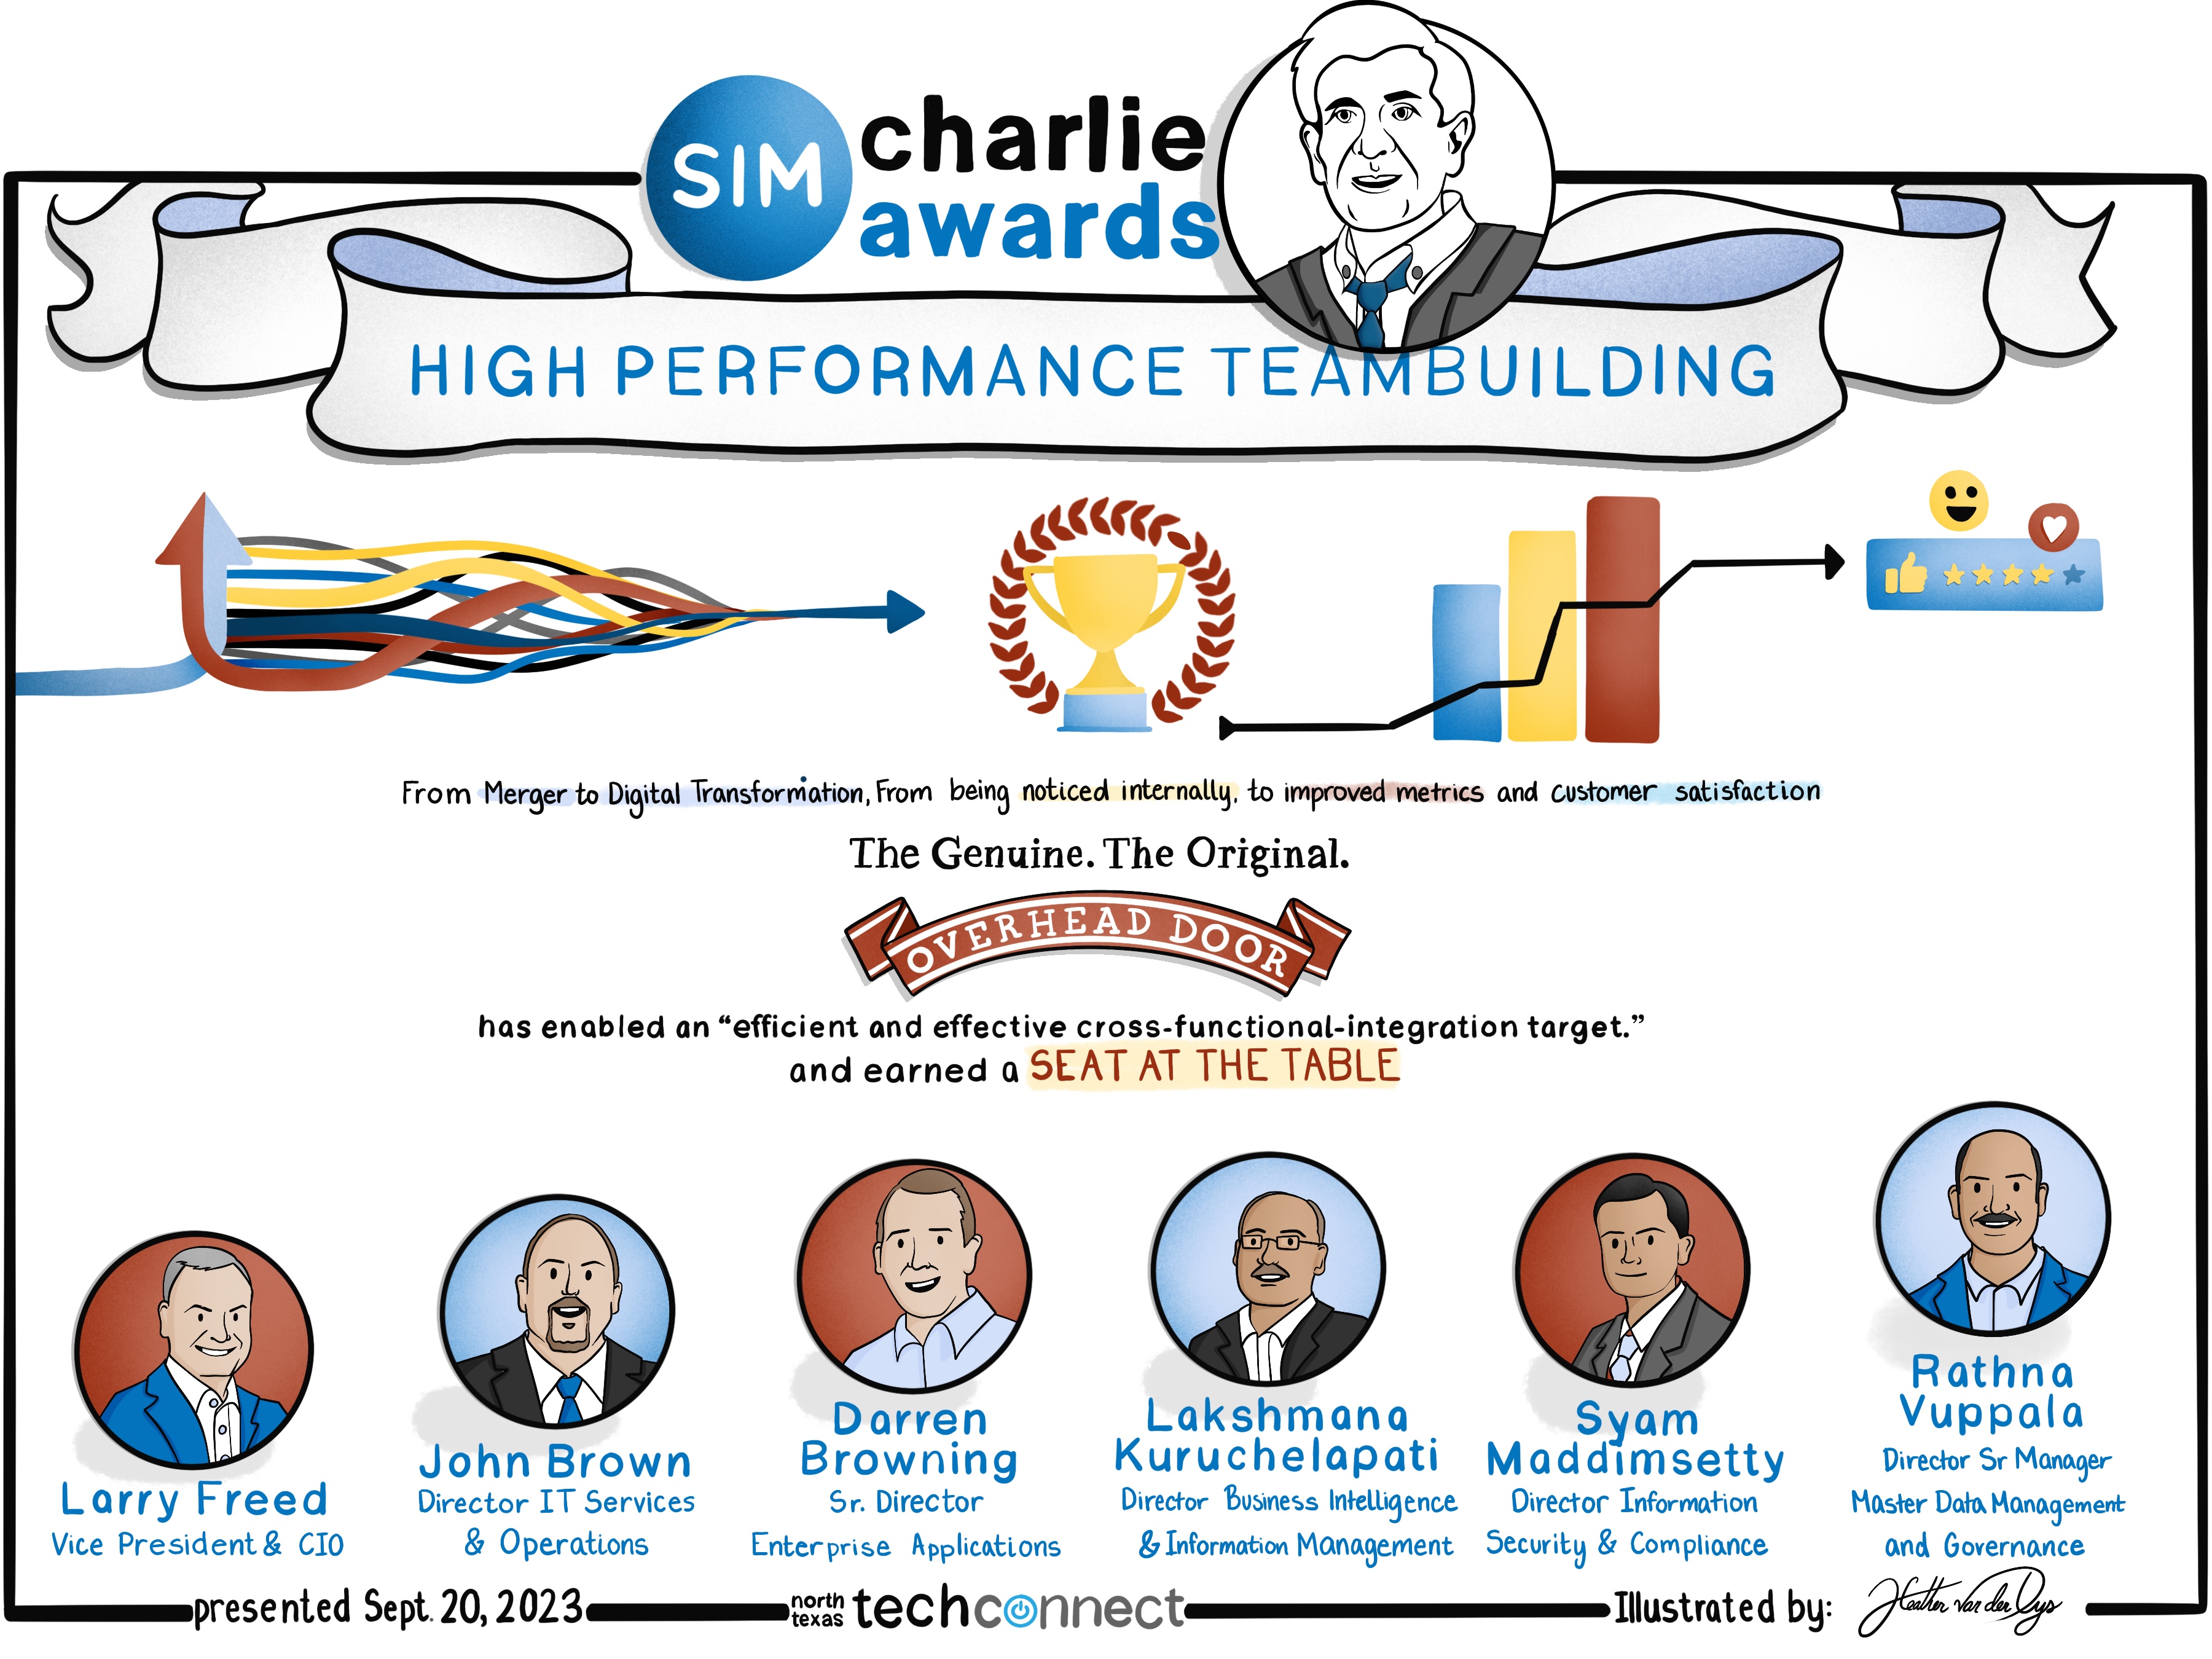 SIM
charlie
awards
HIGH PERFORMANCE TEAMBUILDING
From Merger to Digital Transformation, From being noticed internally, to improved metrics and customer satisfaction
The Genuine. The Original.
OVERHEAD DOOR
has enabled an “efficient and effective cross-functional-integration target.”
and earned a SEAT AT THE TABLE
Larry Freed
Vice President & CIO
John Brown
Director IT Services
& Operations
Darren
Browning
Sr. Director
Enterprise Applications
Lakshmana
Kuruchelapati
Director Business Intelligence
& Information Management
Syam
Maddimsetty
Director Information
Security & Compliance
Rathna
Vuppala
Director Sr Manager
Master Data Management
and Governance
presented Sept. 20, 2023
north
texas
techconnect
Illustrated by:
Heather van der Dys